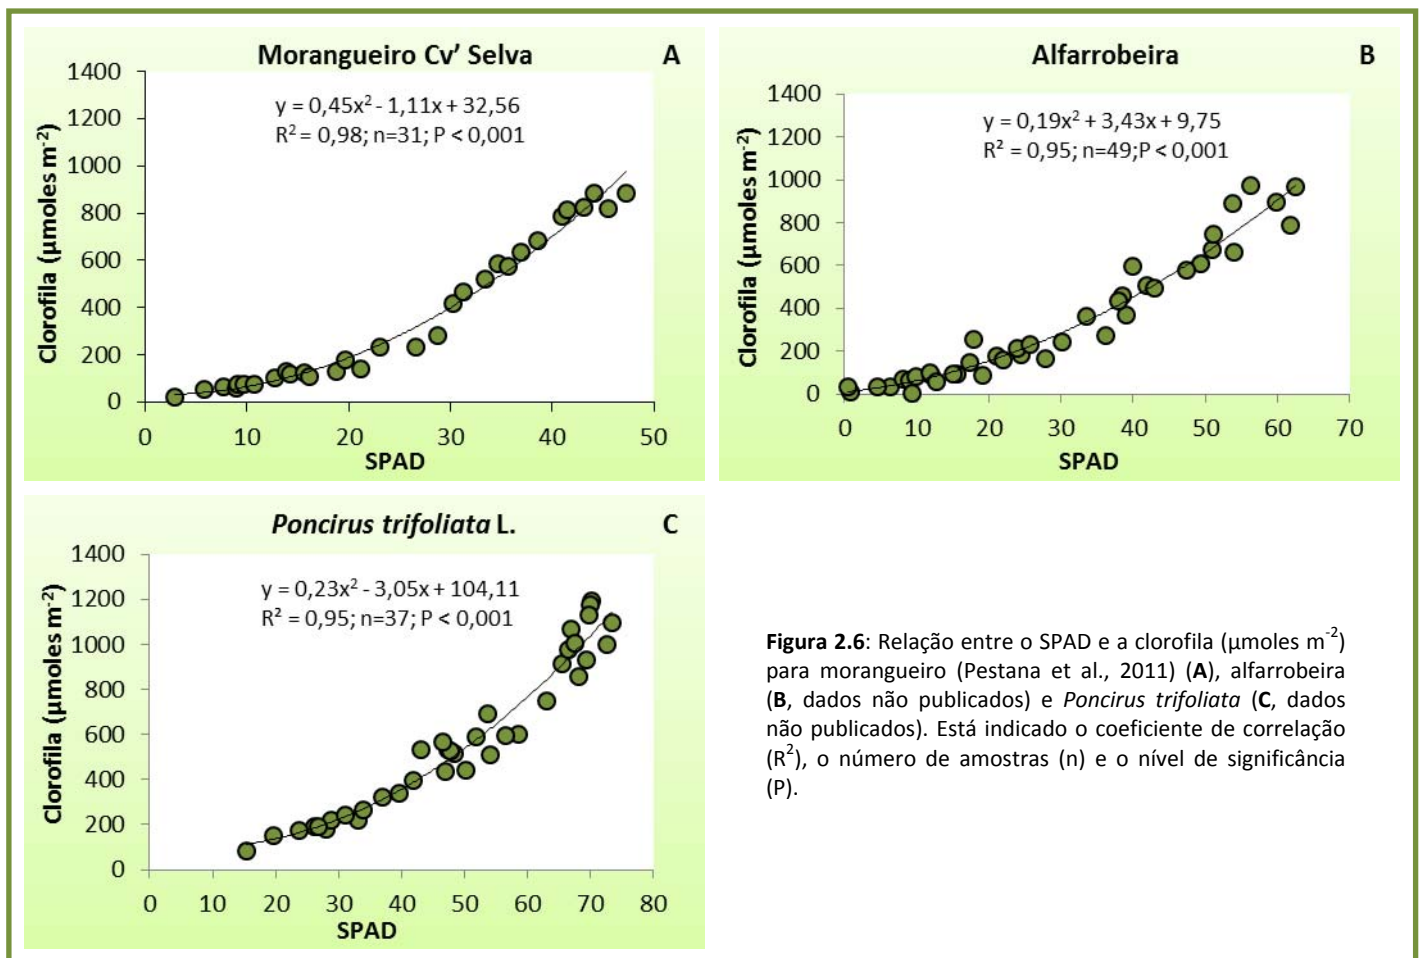 Morangueiro Cv' Selva
A
y = 0,45x² - 1,11x + 32,56
R² = 0,98; n=31; P < 0,001
Clorofila (µmoles m⁻²)
1400
1200
1000
800
600
400
200
0
0 10 20 30 40 50
SPAD
Alfarrobeira
B
y = 0,19x² + 3,43x + 9,75
R² = 0,95; n=49;P < 0,001
Clorofila (µmoles m⁻²)
1400
1200
1000
800
600
400
200
0
0 10 20 30 40 50 60 70
SPAD
Poncirus trifoliata L.
C
y = 0,23x² - 3,05x + 104,11
R² = 0,95; n=37; P < 0,001
Clorofila (µmoles m⁻²)
1400
1200
1000
800
600
400
200
0
0 10 20 30 40 50 60 70 80
SPAD
Figura 2.6: Relação entre o SPAD e a clorofila (µmoles m⁻²)
para morangueiro (Pestana et al., 2011) (A), alfarrobeira
(B, dados não publicados) e Poncirus trifoliata (C, dados
não publicados). Está indicado o coeficiente de correlação
(R²), o número de amostras (n) e o nível de significância
(P).